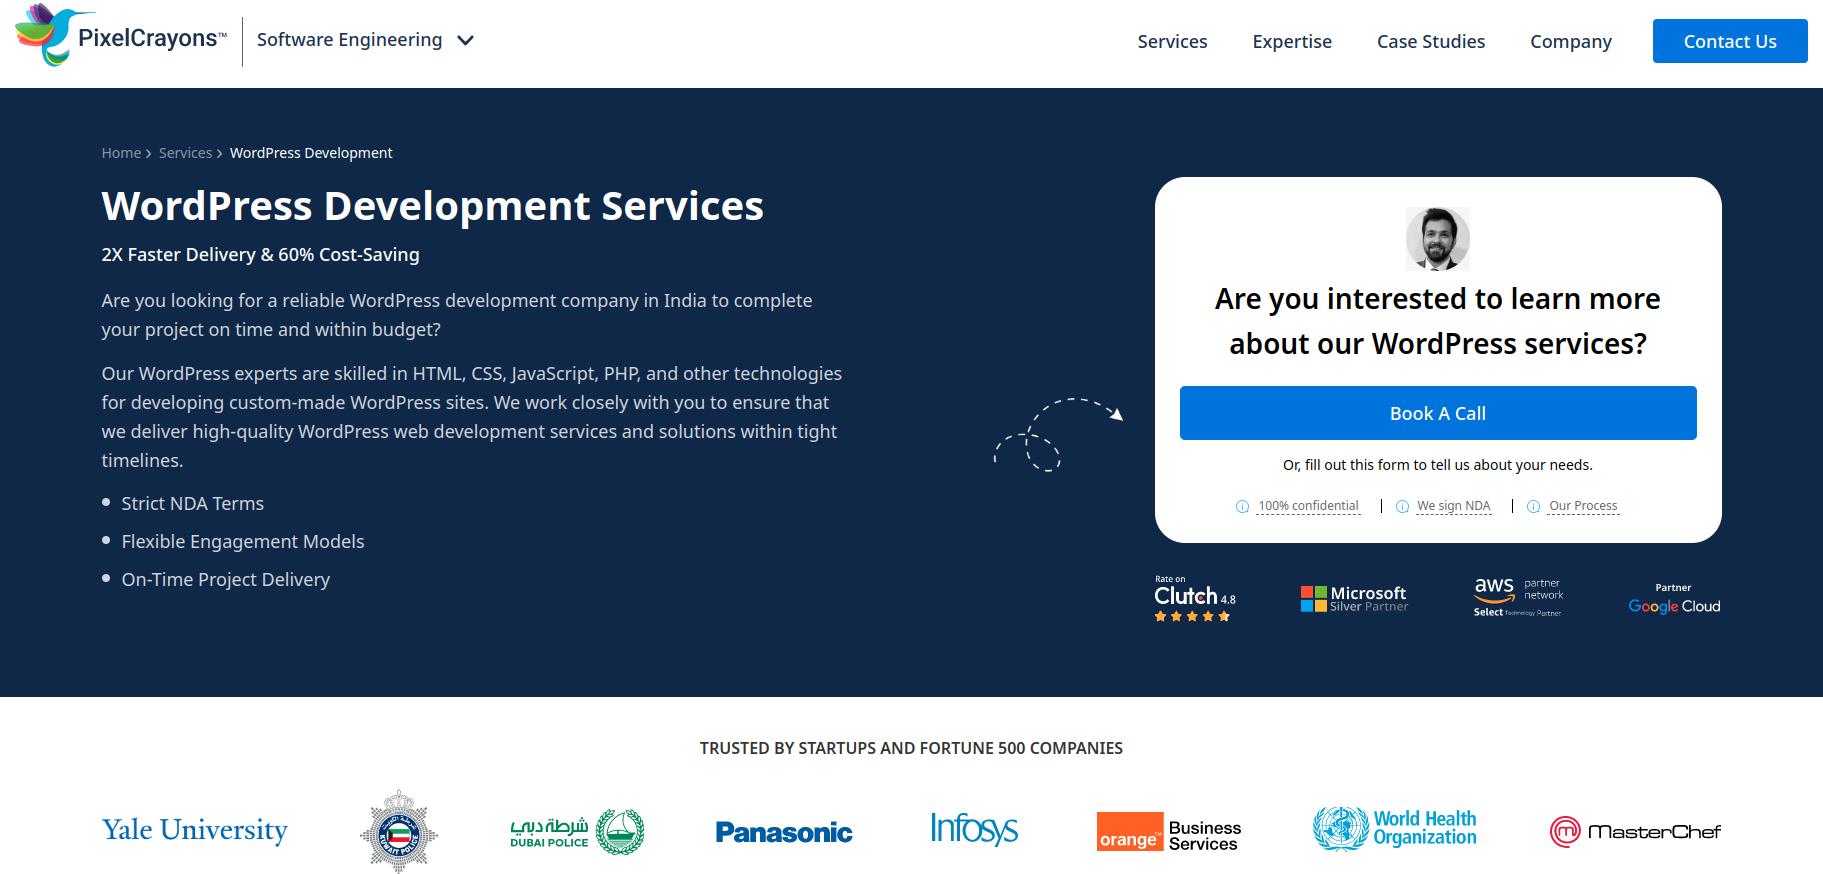 PixelCrayons™
Software Engineering
Services
Expertise
Case Studies
Company
Contact Us
Home
Services
WordPress Development
WordPress Development Services
2X Faster Delivery & 60% Cost-Saving
Are you looking for a reliable WordPress development company in India to complete
your project on time and within budget?
Our WordPress experts are skilled in HTML, CSS, JavaScript, PHP, and other technologies
for developing custom-made WordPress sites. We work closely with you to ensure that
we deliver high-quality WordPress web development services and solutions within tight
timelines.
Strict NDA Terms
Flexible Engagement Models
On-Time Project Delivery
Are you interested to learn more
about our WordPress services?
Book A Call
Or, fill out this form to tell us about your needs.
100% confidential
We sign NDA
Our Process
Rate on
Clutch 4.8
Microsoft
Silver Partner
aws partner
network
Select Technology Partner
Partner
Google Cloud
TRUSTED BY STARTUPS AND FORTUNE 500 COMPANIES
Yale University
KUWAIT POLICE
شرطة دبي
DUBAI POLICE
Panasonic
Infosys
orange™
Business
Services
World Health
Organization
MasterChef